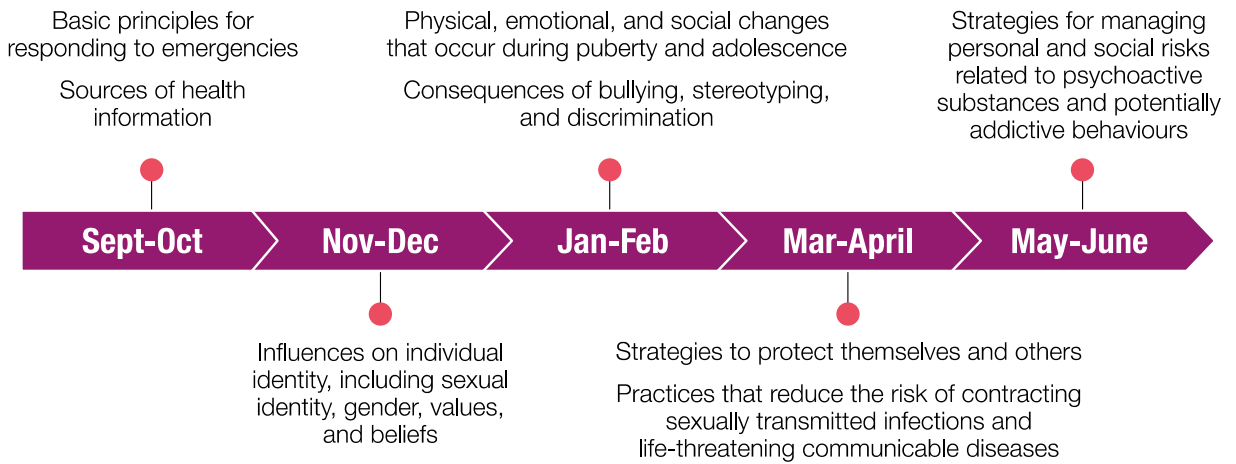 Basic principles for
responding to emergencies
Sources of health
information
Physical, emotional, and social changes
that occur during puberty and adolescence
Consequences of bullying, stereotyping,
and discrimination
Strategies for managing
personal and social risks
related to psychoactive
substances and potentially
addictive behaviours
Sept-Oct
Nov-Dec
Jan-Feb
Mar-April
May-June
Influences on individual
identity, including sexual
identity, gender, values,
and beliefs
Strategies to protect themselves and others
Practices that reduce the risk of contracting
sexually transmitted infections and
life-threatening communicable diseases